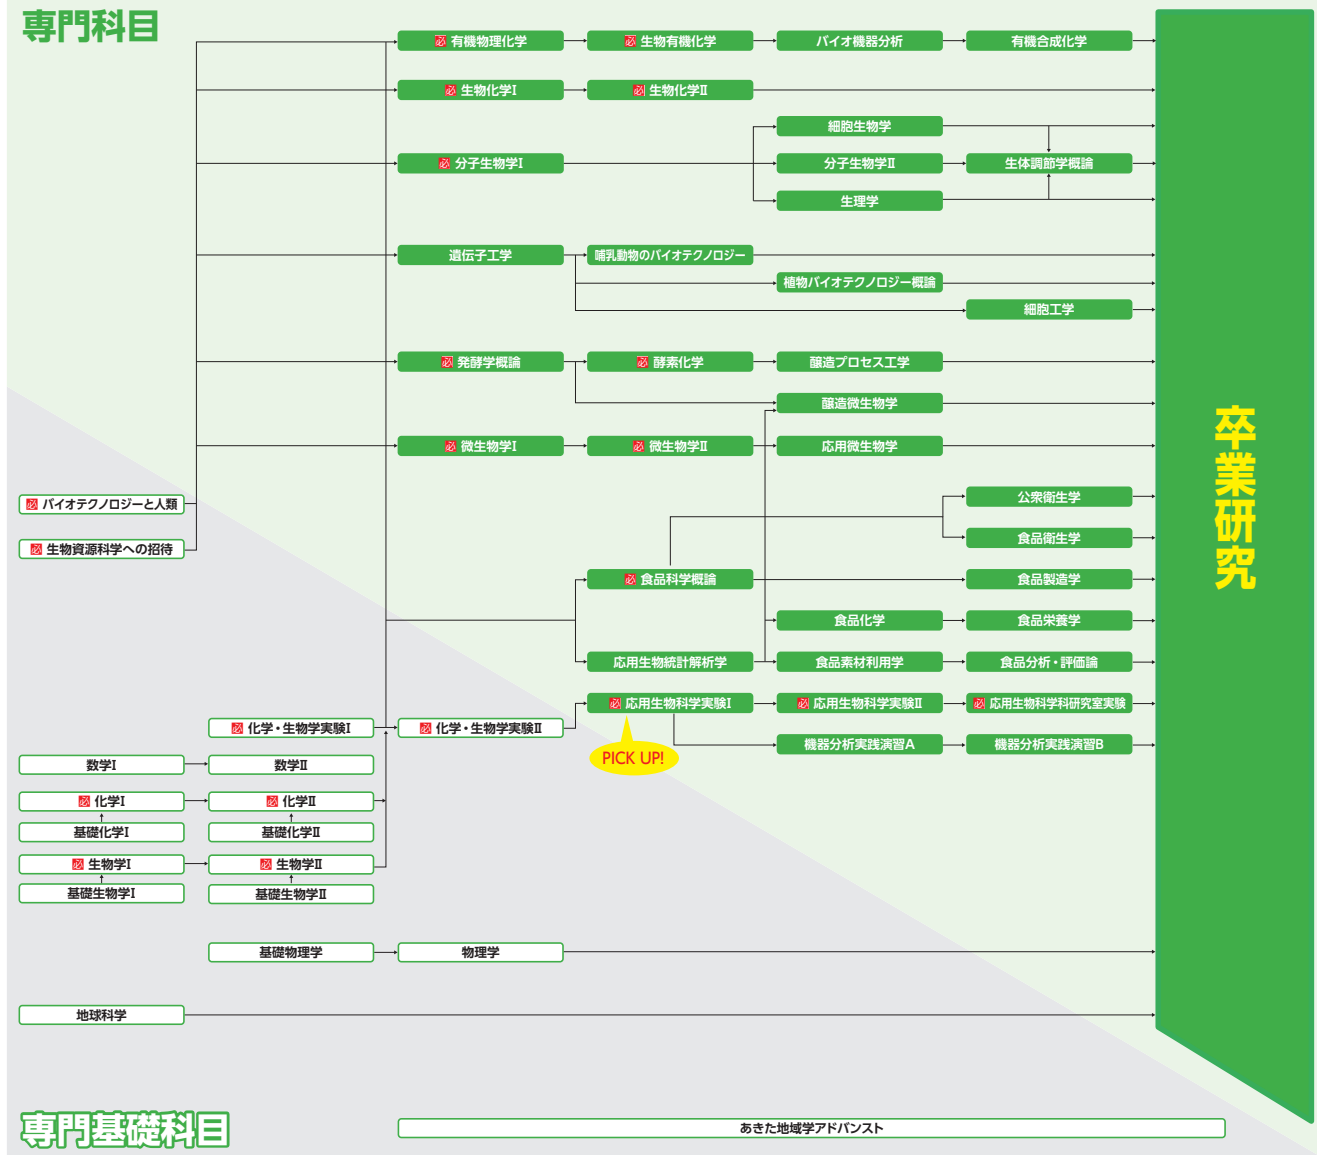 専門科目
必 有機物理化学
必 生物有機化学
バイオ機器分析
有機合成化学
必 生物化学Ⅰ
必 生物化学Ⅱ
細胞生物学
必 分子生物学Ⅰ
分子生物学Ⅱ
生体調節学概論
生理学
遺伝子工学
哺乳動物のバイオテクノロジー
植物バイオテクノロジー概論
細胞工学
必 発酵学概論
必 酵素化学
醸造プロセス工学
醸造微生物学
必 微生物学Ⅰ
必 微生物学Ⅱ
応用微生物学
卒業研究
必 バイオテクノロジーと人類
公衆衛生学
食品衛生学
必 生物資源科学への招待
必 食品科学概論
食品製造学
食品化学
食品栄養学
応用生物統計解析学
食品素材利用学
食品分析・評価論
必 応用生物科学実験Ⅰ
必 応用生物科学実験Ⅱ
必 応用生物科学科研究室実験
必 化学・生物学実験Ⅰ
必 化学・生物学実験Ⅱ
機器分析実践演習A
機器分析実践演習B
PICK UP!
数学Ⅰ
数学Ⅱ
必 化学Ⅰ
必 化学Ⅱ
基礎化学Ⅰ
基礎化学Ⅱ
必 生物学Ⅰ
必 生物学Ⅱ
基礎生物学Ⅰ
基礎生物学Ⅱ
基礎物理学
物理学
地球科学
専門基礎科目
あきた地域学アドバンスト